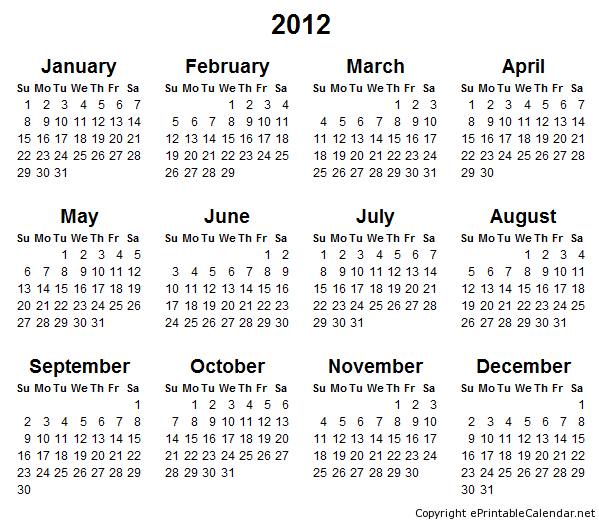 2012
January February March April
Su Mo Tu We Th Fr Sa Su Mo Tu We Th Fr Sa Su Mo Tu We Th Fr Sa Su Mo Tu We Th Fr Sa
1 2 3 4 5 6 7 1 2 3 4 1 2 3 1 2 3 4 5 6 7
8 9 10 11 12 13 14 5 6 7 8 9 10 11 4 5 6 7 8 9 10 8 9 10 11 12 13 14
15 16 17 18 19 20 21 12 13 14 15 16 17 18 11 12 13 14 15 16 17 15 16 17 18 19 20 21
22 23 24 25 26 27 28 19 20 21 22 23 24 25 18 19 20 21 22 23 24 22 23 24 25 26 27 28
29 30 31 26 27 28 29 25 26 27 28 29 30 31 29 30
May June July August
Su Mo Tu We Th Fr Sa Su Mo Tu We Th Fr Sa Su Mo Tu We Th Fr Sa Su Mo Tu We Th Fr Sa
1 2 3 4 5 1 2 1 2 3 4 5 6 7 1 2 3 4
6 7 8 9 10 11 12 3 4 5 6 7 8 9 8 9 10 11 12 13 14 5 6 7 8 9 10 11
13 14 15 16 17 18 19 10 11 12 13 14 15 16 15 16 17 18 19 20 21 12 13 14 15 16 17 18
20 21 22 23 24 25 26 17 18 19 20 21 22 23 22 23 24 25 26 27 28 19 20 21 22 23 24 25
27 28 29 30 31 24 25 26 27 28 29 30 29 30 31 26 27 28 29 30 31
September October November December
Su Mo Tu We Th Fr Sa Su Mo Tu We Th Fr Sa Su Mo Tu We Th Fr Sa Su Mo Tu We Th Fr Sa
1 1 2 3 4 5 6 1 2 3 1
2 3 4 5 6 7 8 7 8 9 10 11 12 13 4 5 6 7 8 9 10 2 3 4 5 6 7 8
9 10 11 12 13 14 15 14 15 16 17 18 19 20 11 12 13 14 15 16 17 9 10 11 12 13 14 15
16 17 18 19 20 21 22 21 22 23 24 25 26 27 18 19 20 21 22 23 24 16 17 18 19 20 21 22
23 24 25 26 27 28 29 28 29 30 31 25 26 27 28 29 30 23 24 25 26 27 28 29
30 30 31
Copyright ePrintableCalendar.net